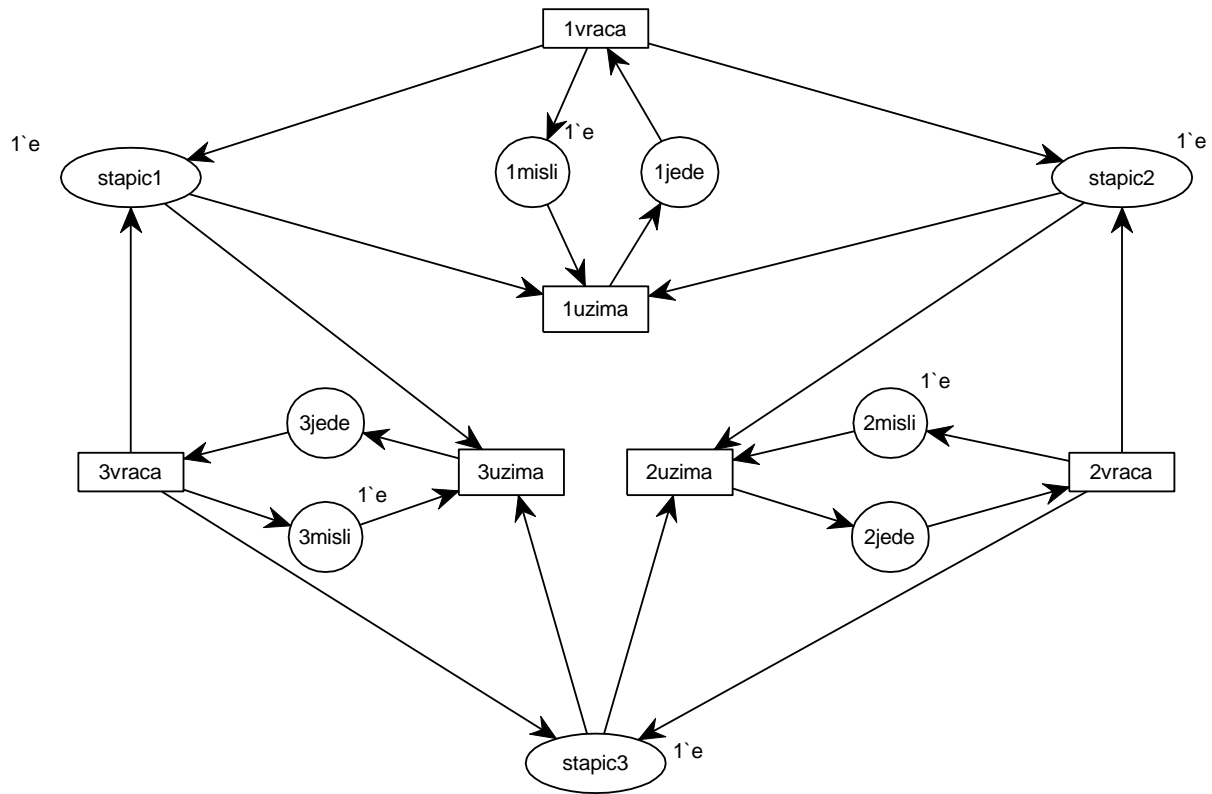 1vraca
1`e
1`e
1`e
stapic1
1misli
1jede
stapic2
1uzima
1`e
3jede
2misli
3vraca
3uzima
2uzima
2vraca
1`e
3misli
2jede
stapic3
1`e